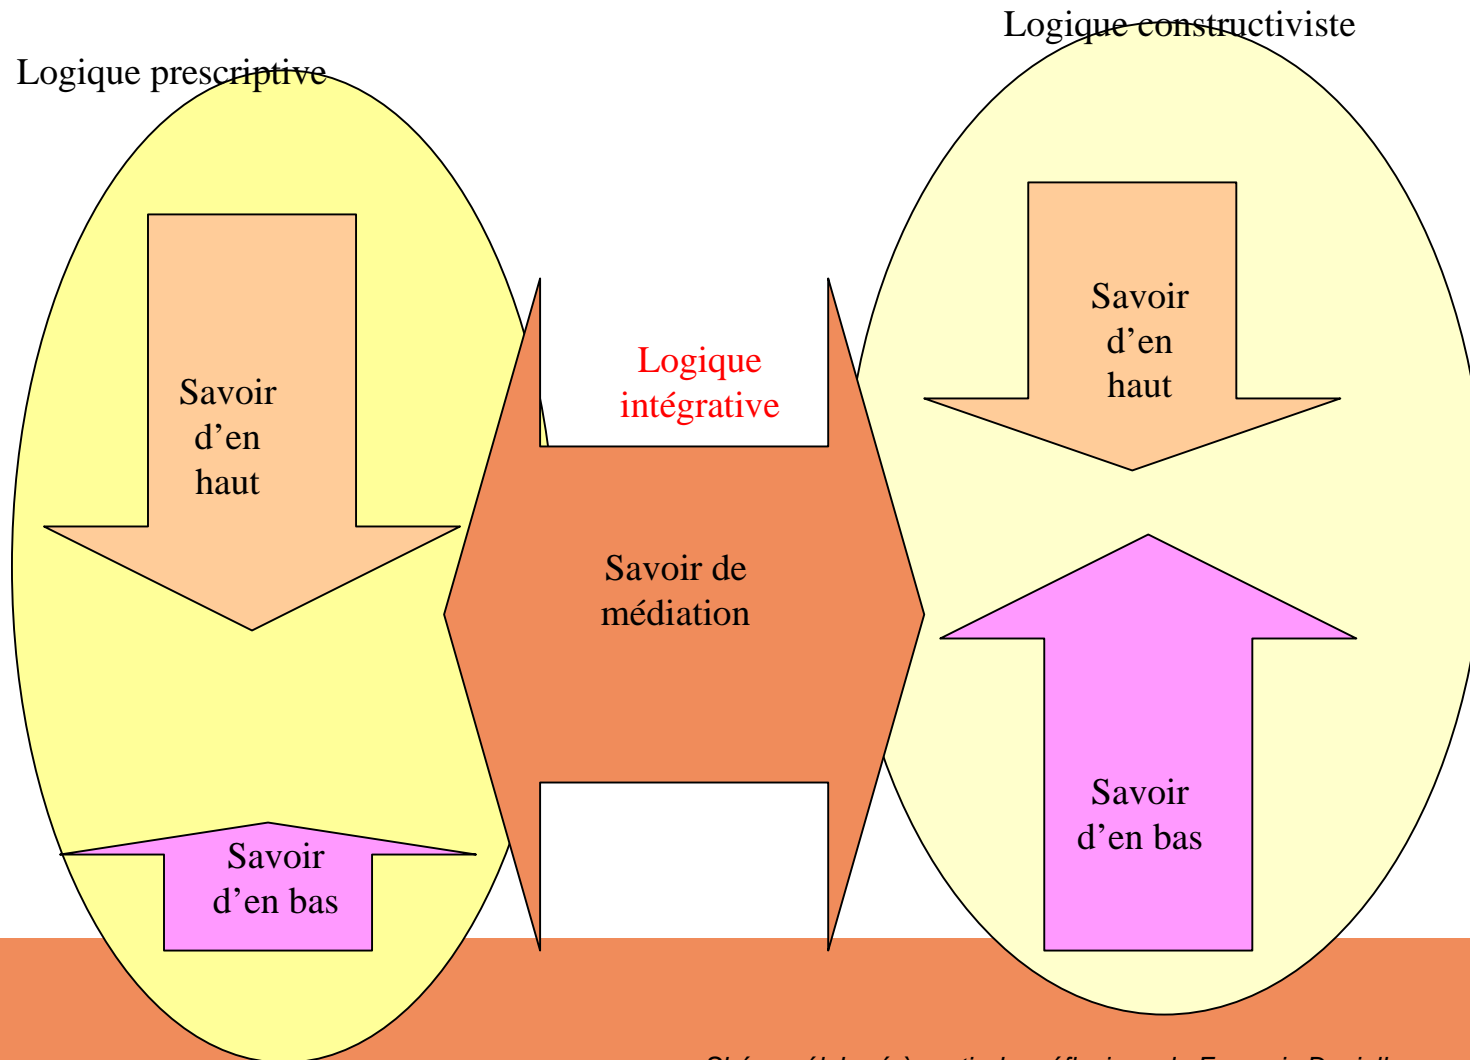 Logique constructiviste
Logique prescriptive
Savoir
d'en
haut
Logique
intégrative
Savoir
d’en
haut
Savoir de
médiation
Savoir
d'en bas
Savoir
d’en bas